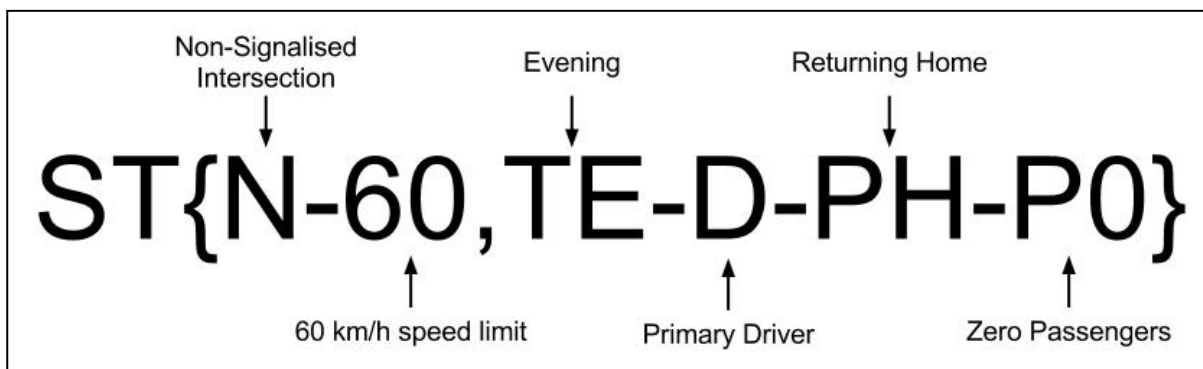 Non-Signalised
Intersection
Evening
Returning Home
ST{N-60,TE-D-PH-P0}
60 km/h speed limit
Primary Driver
Zero Passengers